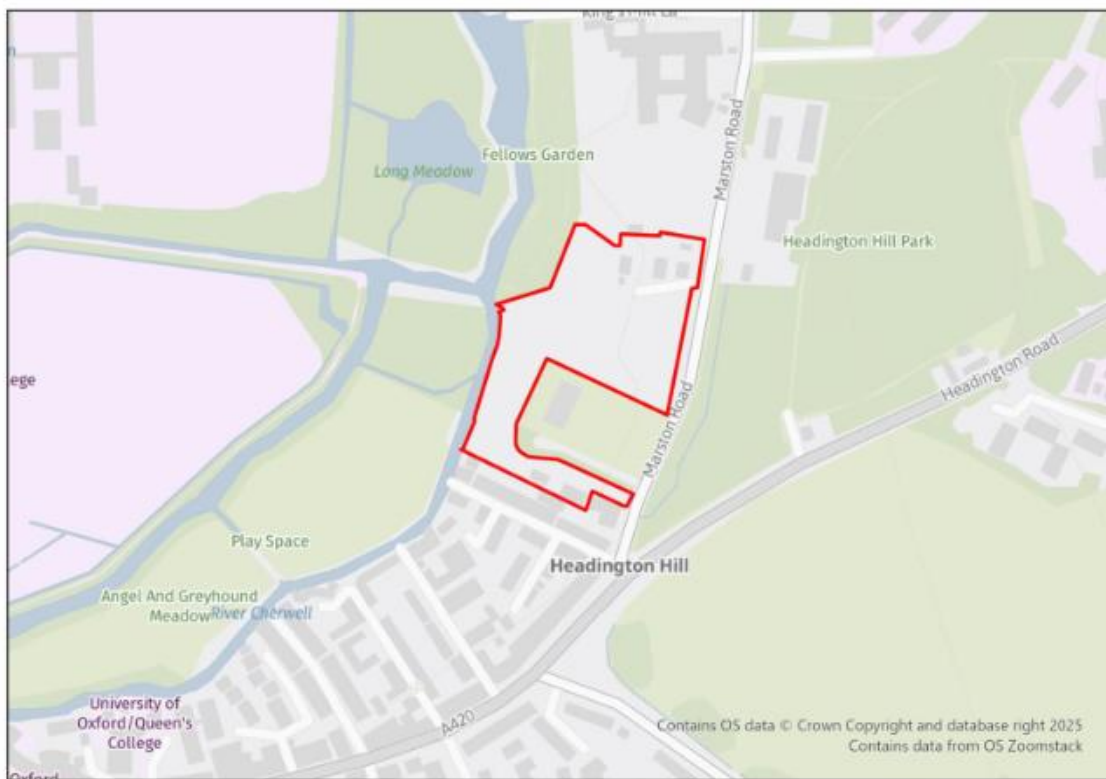 Long Meadow
Fellows Garden
Marston Road
Headington Hill Park
Headington Road
ege
Marston Road
Play Space
Headington Hill
Angel And Greyhound
Meadow
River Cherwell
University of
Oxford/Queen's
College
A420
Contains OS data © Crown Copyright and database right 2025
Contains data from OS Zoomstack